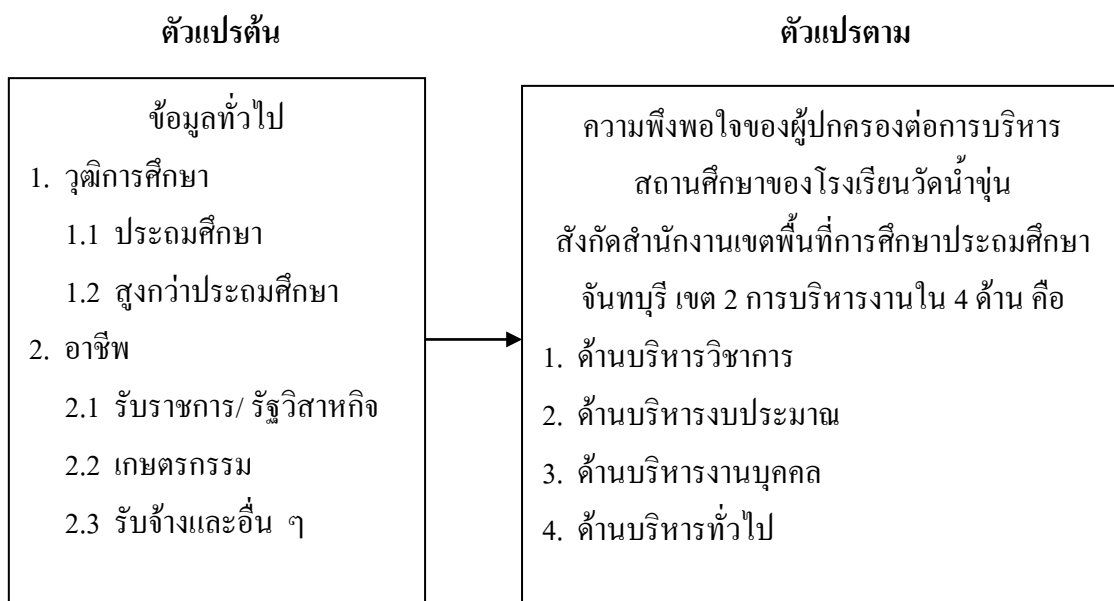 ตัวแปรต้น
ตัวแปรตาม
ข้อมูลทั่วไป
1. วุฒิการศึกษา
1.1 ประถมศึกษา
1.2 สูงกว่าประถมศึกษา
2. อาชีพ
2.1 รับราชการ/ รัฐวิสาหกิจ
2.2 เกษตรกรรม
2.3 รับจ้างและอื่น ๆ
ความพึงพอใจของผู้ปกครองต่อการบริหาร
สถานศึกษาของโรงเรียนวัดน้ำขุ่น
สังกัดสำนักงานเขตพื้นที่การศึกษาประถมศึกษา
จันทบุรี เขต 2 การบริหารงานใน 4 ด้าน คือ
1. ด้านบริหารวิชาการ
2. ด้านบริหารงบประมาณ
3. ด้านบริหารงานบุคคล
4. ด้านบริหารทั่วไป